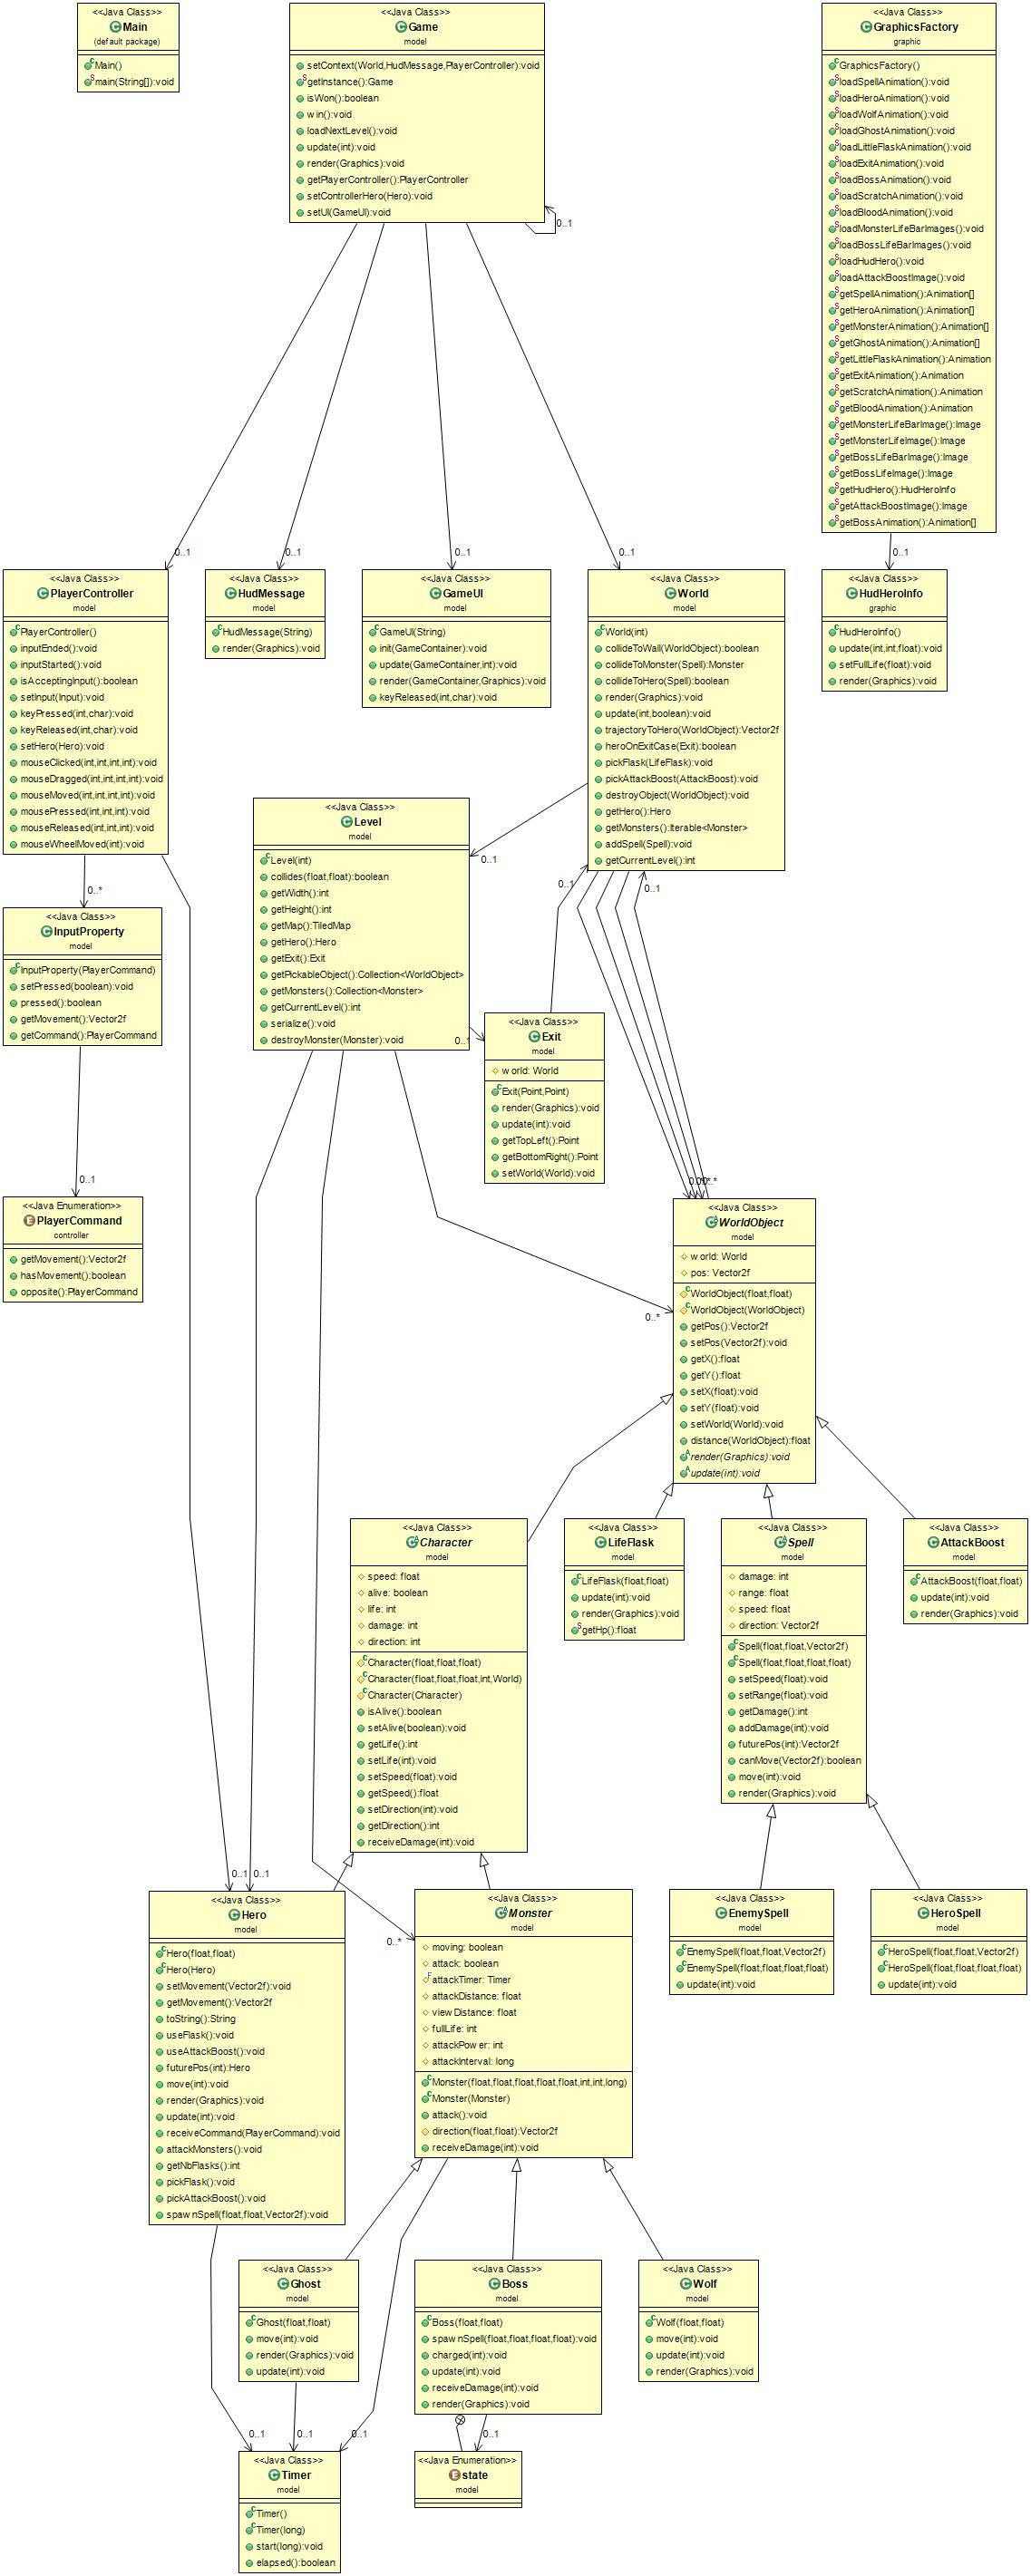 <<Java Class>>
Main
(default package)
Main()
main(String[]):void
<<Java Class>>
Game
model
setContext(World,HudMessage,PlayerController):void
getInstance():Game
isWon():boolean
win():void
loadNextLevel():void
update(int):void
render(Graphics):void
getPlayerController():PlayerController
setControllerHero(Hero):void
setUI(GameUI):void
0..1
<<Java Class>>
GraphicsFactory
graphic
GraphicsFactory()
loadSpellAnimation():void
loadHeroAnimation():void
loadWolfAnimation():void
loadGhostAnimation():void
loadLittleFlaskAnimation():void
loadExitAnimation():void
loadBossAnimation():void
loadScratchAnimation():void
loadBloodAnimation():void
loadMonsterLifeBarImages():void
loadBossLifeBarImages():void
loadHudHero():void
loadAttackBoostImage():void
getSpellAnimation():Animation[]
getHeroAnimation():Animation[]
getMonsterAnimation():Animation[]
getGhostAnimation():Animation[]
getLittleFlaskAnimation():Animation
getExitAnimation():Animation
getScratchAnimation():Animation
getBloodAnimation():Animation
getMonsterLifeBarImage():Image
getMonsterLifeImage():Image
getBossLifeBarImage():Image
getBossLifeImage():Image
getHudHero():HudHeroInfo
getAttackBoostImage():Image
getBossAnimation():Animation[]
0..1
0..1
0..1
0..1
0..1
<<Java Class>>
PlayerController
model
PlayerController()
inputEnded():void
inputStarted():void
isAcceptingInput():boolean
setInput(Input):void
keyPressed(int,char):void
keyReleased(int,char):void
setHero(Hero):void
mouseClicked(int,int,int,int):void
mouseDragged(int,int,int,int):void
mouseMoved(int,int,int,int):void
mousePressed(int,int,int):void
mouseReleased(int,int,int):void
mouseWheelMoved(int):void
<<Java Class>>
HudMessage
model
HudMessage(String)
render(Graphics):void
<<Java Class>>
GameUI
model
GameUI(String)
init(GameContainer):void
update(GameContainer,int):void
render(GameContainer,Graphics):void
keyReleased(int,char):void
<<Java Class>>
World
model
World(int)
collideToWall(WorldObject):boolean
collideToMonster(Spell):Monster
collideToHero(Spell):boolean
render(Graphics):void
update(int,boolean):void
trajectoryToHero(WorldObject):Vector2f
heroOnExitCase(Exit):boolean
pickFlask(LifeFlask):void
pickAttackBoost(AttackBoost):void
destroyObject(WorldObject):void
getHero():Hero
getMonsters():Iterable<Monster>
addSpell(Spell):void
getCurrentLevel():int
<<Java Class>>
HudHeroInfo
graphic
HudHeroInfo()
update(int,int,float):void
setFullLife(float):void
render(Graphics):void
<<Java Class>>
Level
model
Level(int)
collides(float,float):boolean
getWidth():int
getHeight():int
getMap():TiledMap
getHero():Hero
getExit():Exit
getPickableObject():Collection<WorldObject>
getMonsters():Collection<Monster>
getCurrentLevel():int
serialize():void
destroyMonster(Monster):void
0..1
0..1
0..1
0..*
<<Java Class>>
InputProperty
model
InputProperty(PlayerCommand)
setPressed(boolean):void
pressed():boolean
getMovement():Vector2f
getCommand():PlayerCommand
0..1
<<Java Class>>
Exit
model
world: World
Exit(Point,Point)
render(Graphics):void
update(int):void
getTopLeft():Point
getBottomRight():Point
setWorld(World):void
0..1
<<Java Enumeration>>
PlayerCommand
controller
getMovement():Vector2f
hasMovement():boolean
opposite():PlayerCommand
<<Java Class>>
WorldObject
model
world: World
pos: Vector2f
WorldObject(float,float)
WorldObject(WorldObject)
getPos():Vector2f
setPos(Vector2f):void
getX():float
getY():float
setX(float):void
setY(float):void
setWorld(World):void
distance(WorldObject):float
render(Graphics):void
update(int):void
0..*
<<Java Class>>
Character
model
speed: float
alive: boolean
life: int
damage: int
direction: int
Character(float,float,float)
Character(float,float,float,int,World)
Character(Character)
isAlive():boolean
setAlive(boolean):void
getLife():int
setLife(int):void
setSpeed(float):void
getSpeed():float
setDirection(int):void
getDirection():int
receiveDamage(int):void
<<Java Class>>
LifeFlask
model
LifeFlask(float,float)
update(int):void
render(Graphics):void
getHp():float
<<Java Class>>
Spell
model
damage: int
range: float
speed: float
direction: Vector2f
Spell(float,float,Vector2f)
Spell(float,float,float,float)
setSpeed(float):void
setRange(float):void
getDamage():int
addDamage(int):void
futurePos(int):Vector2f
canMove(Vector2f):boolean
move(int):void
render(Graphics):void
<<Java Class>>
AttackBoost
model
AttackBoost(float,float)
update(int):void
render(Graphics):void
0..1
0..1
<<Java Class>>
Hero
model
Hero(float,float)
Hero(Hero)
setMovement(Vector2f):void
getMovement():Vector2f
toString():String
useFlask():void
useAttackBoost():void
futurePos(int):Hero
move(int):void
render(Graphics):void
update(int):void
receiveCommand(PlayerCommand):void
attackMonsters():void
getNbFlasks():int
pickFlask():void
pickAttackBoost():void
spawnSpell(float,float,Vector2f):void
0..*
<<Java Class>>
Monster
model
moving: boolean
attack: boolean
attackTimer: Timer
attackDistance: float
viewDistance: float
fullLife: int
attackPower: int
attackInterval: long
Monster(float,float,float,float,float,int,int,long)
Monster(Monster)
attack():void
direction(float,float):Vector2f
receiveDamage(int):void
<<Java Class>>
EnemySpell
model
EnemySpell(float,float,Vector2f)
EnemySpell(float,float,float,float)
update(int):void
<<Java Class>>
HeroSpell
model
HeroSpell(float,float,Vector2f)
HeroSpell(float,float,float,float)
update(int):void
<<Java Class>>
Ghost
model
Ghost(float,float)
move(int):void
render(Graphics):void
update(int):void
<<Java Class>>
Boss
model
Boss(float,float)
spawnSpell(float,float,float,float):void
charged(int):void
update(int):void
receiveDamage(int):void
render(Graphics):void
<<Java Class>>
Wolf
model
Wolf(float,float)
move(int):void
update(int):void
render(Graphics):void
0..1
0..1
0..1
0..1
<<Java Class>>
Timer
model
Timer()
Timer(long)
start(long):void
elapsed():boolean
<<Java Enumeration>>
state
model